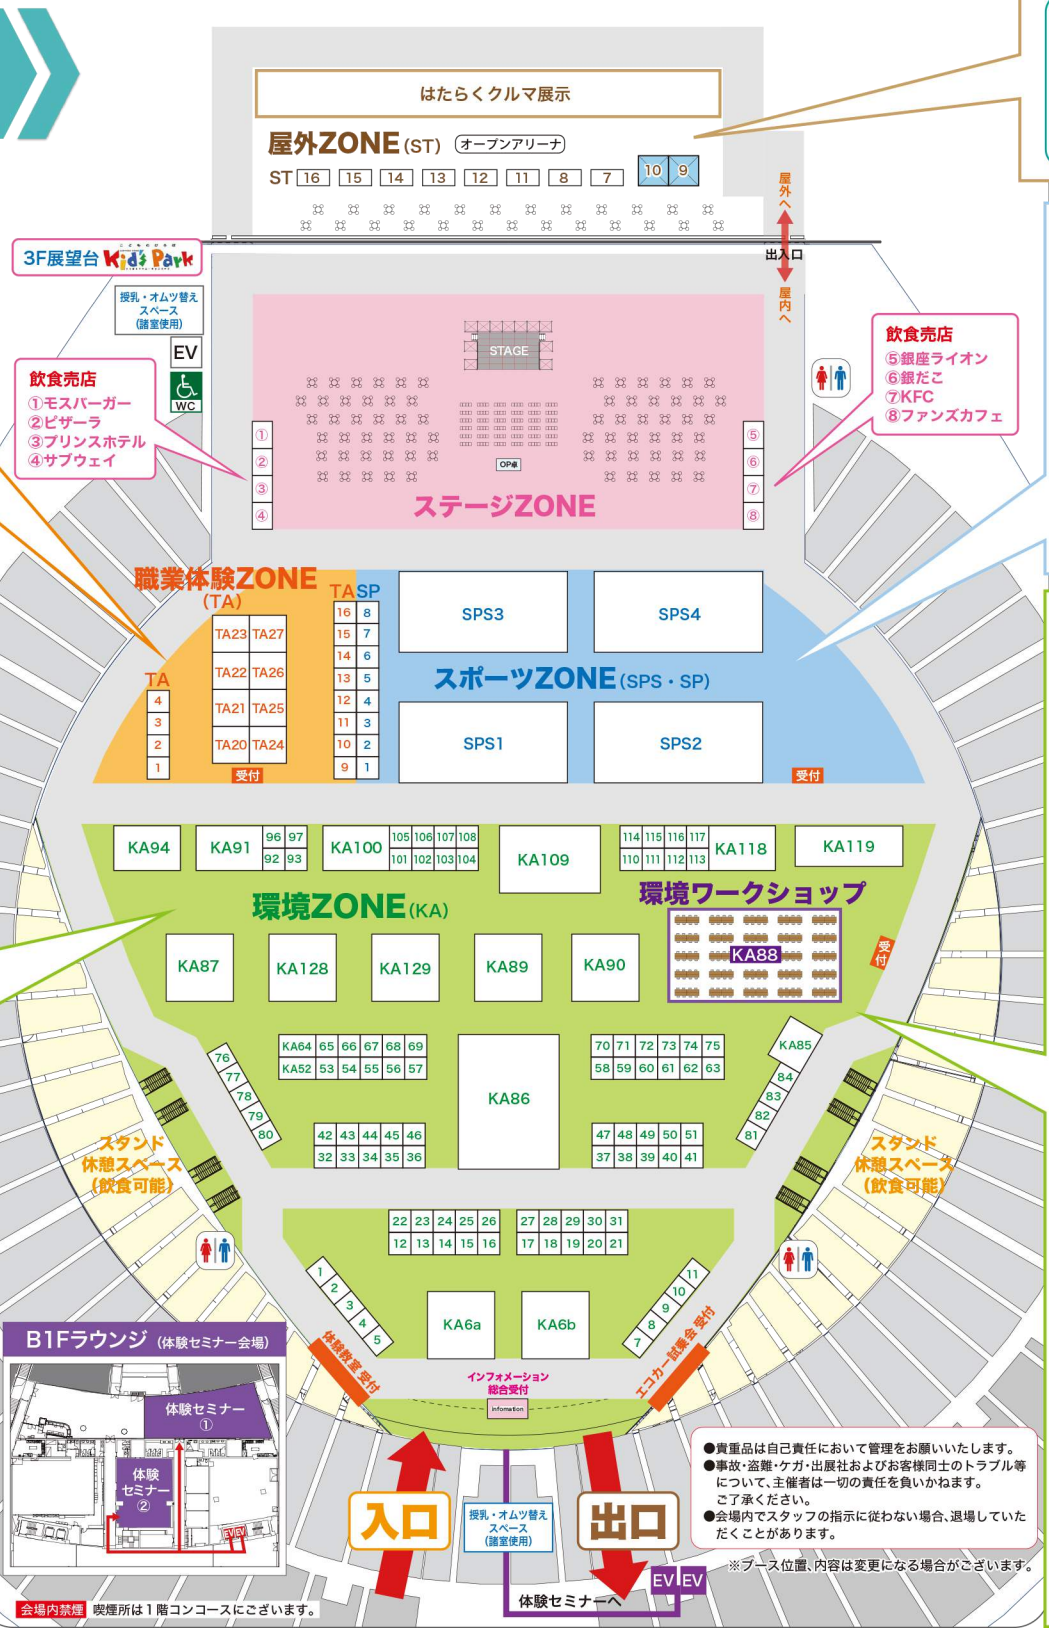 はたらくクルマ展示
屋外ZONE(ST) オープンアリーナ
ST 16 15 14 13 12 11 8 7 10 9
屋外へ
出入口
屋内へ
3F展望台 Kid's Park
授乳・オムツ替え
スペース
(諸室使用)
EV
WC
飲食売店
①モスバーガー
②ピザーラ
③プリンスホテル
④サブウェイ
飲食売店
⑤銀座ライオン
⑥銀だこ
⑦KFC
⑧ファンズカフェ
STAGE
OP卓
① ⑤
② ⑥
③ ⑦
④ ⑧
ステージZONE
職業体験ZONE
(TA)
TA SP
16 8
15 7
14 6
13 5
12 4
11 3
10 2
9 1
TA23 TA27
TA22 TA26
TA21 TA25
TA20 TA24
TA
4
3
2
1
受付
SPS3 SPS4
スポーツZONE(SPS・SP)
SPS1 SPS2
受付
KA94 KA91 96 97
92 93
KA100 105 106 107 108
101 102 103 104
KA109
114 115 116 117
110 111 112 113 KA118
KA119
環境ZONE(KA)
環境ワークショップ
KA88
受付
KA87 KA128 KA129 KA89 KA90
KA64 65 66 67 68 69
KA52 53 54 55 56 57
70 71 72 73 74 75
58 59 60 61 62 63
KA85
76
77
78
79
80
84
83
82
81
KA86
42 43 44 45 46
32 33 34 35 36
47 48 49 50 51
37 38 39 40 41
スタンド
休憩スペース
(飲食可能)
スタンド
休憩スペース
(飲食可能)
22 23 24 25 26
12 13 14 15 16
27 28 29 30 31
17 18 19 20 21
1
2
3
4
5
11
10
9
8
7
KA6a KA6b
体験教室 受付
エコカー試乗会 受付
インフォメーション
総合受付
Infomation
B1Fラウンジ(体験セミナー会場)
体験セミナー
①
体験
セミナー
②
EV EV
入口
授乳・オムツ替え
スペース
(諸室使用)
出口
EV EV
体験セミナーへ
●貴重品は自己責任において管理をお願いいたします。
●事故・盗難・ケガ・出展社およびお客様同士のトラブル等
について、主催者は一切の責任を負いかねます。
ご了承ください。
●会場内でスタッフの指示に従わない場合、退場していた
だくことがあります。
※ブース位置、内容は変更になる場合がございます。
会場内禁煙 喫煙所は1階コンコースにございます。